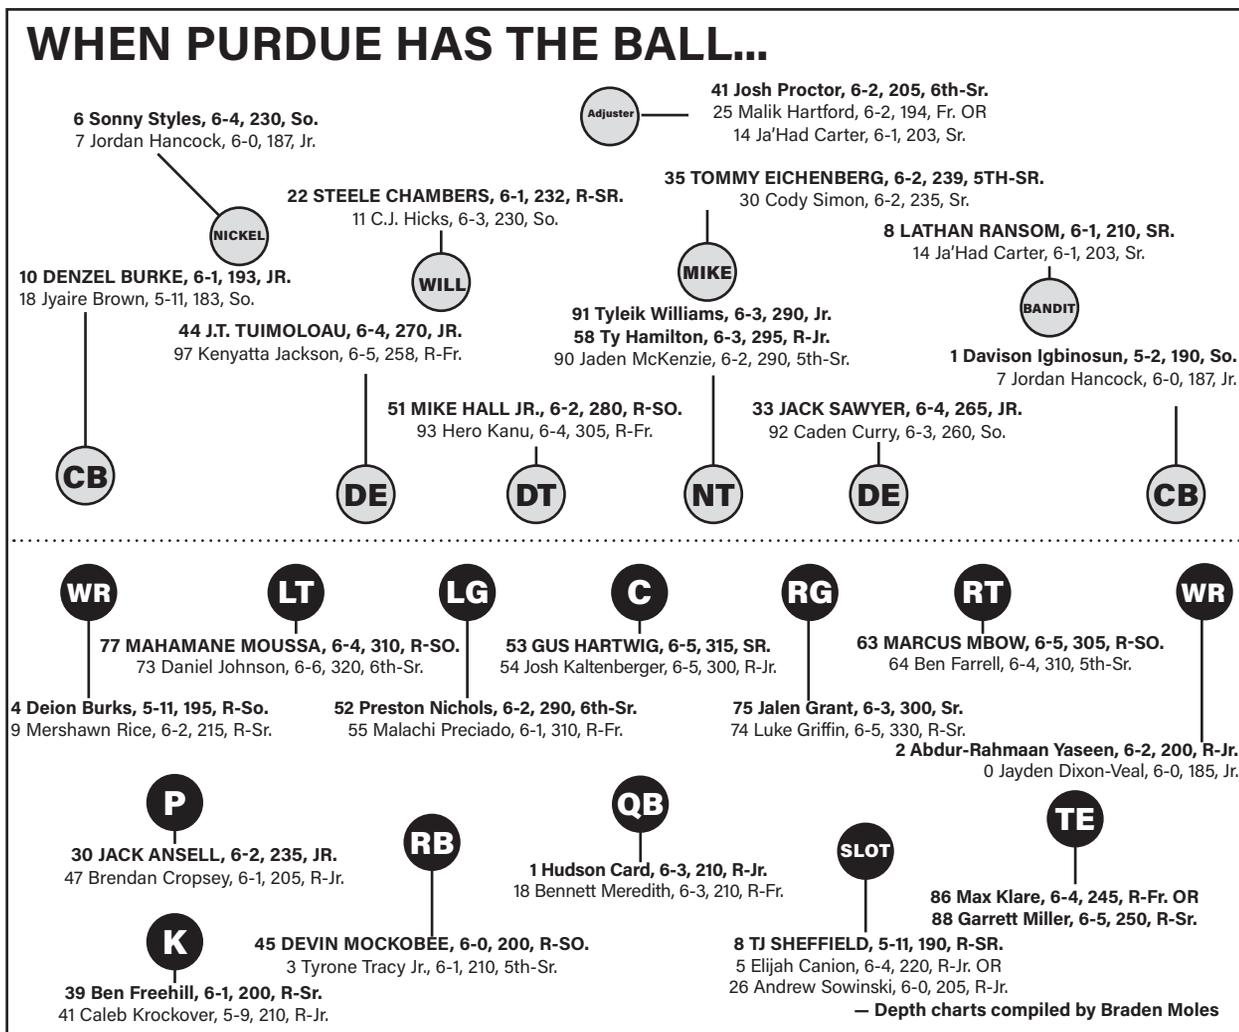 WHEN PURDUE HAS THE BALL...
41 Josh Proctor, 6-2, 205, 6th-Sr.
25 Malik Hartford, 6-2, 194, Fr. OR
14 Ja'Had Carter, 6-1, 203, Sr.
Adjuster
6 Sonny Styles, 6-4, 230, So.
7 Jordan Hancock, 6-0, 187, Jr.
NICKEL
22 STEELE CHAMBERS, 6-1, 232, R-SR.
11 C.J. Hicks, 6-3, 230, So.
WILL
35 TOMMY EICHENBERG, 6-2, 239, 5TH-SR.
30 Cody Simon, 6-2, 235, Sr.
MIKE
8 LATHAN RANSOM, 6-1, 210, SR.
14 Ja'Had Carter, 6-1, 203, Sr.
BANDIT
10 DENZEL BURKE, 6-1, 193, JR.
18 Jyaire Brown, 5-11, 183, So.
CB
44 J.T. TUIMOLOAU, 6-4, 270, JR.
97 Kenyatta Jackson, 6-5, 258, R-Fr.
DE
51 MIKE HALL JR., 6-2, 280, R-SO.
93 Hero Kanu, 6-4, 305, R-Fr.
DT
91 Tyleik Williams, 6-3, 290, Jr.
58 Ty Hamilton, 6-3, 295, R-Jr.
90 Jaden McKenzie, 6-2, 290, 5th-Sr.
NT
33 JACK SAWYER, 6-4, 265, JR.
92 Caden Curry, 6-3, 260, So.
DE
1 Davison Igbinosun, 5-2, 190, So.
7 Jordan Hancock, 6-0, 187, Jr.
CB
WR
4 Deion Burks, 5-11, 195, R-So.
9 Mershawn Rice, 6-2, 215, R-Sr.
LT
77 MAHAMANE MOUSSA, 6-4, 310, R-SO.
73 Daniel Johnson, 6-6, 320, 6th-Sr.
LG
52 Preston Nichols, 6-2, 290, 6th-Sr.
55 Malachi Preciado, 6-1, 310, R-Fr.
C
53 GUS HARTWIG, 6-5, 315, SR.
54 Josh Kaltenberger, 6-5, 300, R-Jr.
RG
75 Jalen Grant, 6-3, 300, Sr.
74 Luke Griffin, 6-5, 330, R-Sr.
RT
63 MARCUS MBOW, 6-5, 305, R-SO.
64 Ben Farrell, 6-4, 310, 5th-Sr.
WR
2 Abdur-Rahmaan Yaseen, 6-2, 200, R-Jr.
0 Jayden Dixon-Veal, 6-0, 185, Jr.
P
30 JACK ANSELL, 6-2, 235, JR.
47 Brendan Cropsey, 6-1, 205, R-Jr.
K
39 Ben Freehill, 6-1, 200, R-Sr.
41 Caleb Krockover, 5-9, 210, R-Jr.
RB
45 DEVIN MOCKOBEE, 6-0, 200, R-SO.
3 Tyrone Tracy Jr., 6-1, 210, 5th-Sr.
QB
1 Hudson Card, 6-3, 210, R-Jr.
18 Bennett Meredith, 6-3, 210, R-Fr.
SLOT
8 TJ SHEFFIELD, 5-11, 190, R-SR.
5 Elijah Canion, 6-4, 220, R-Jr. OR
26 Andrew Sowinski, 6-0, 205, R-Jr.
TE
86 Max Klare, 6-4, 245, R-Fr. OR
88 Garrett Miller, 6-5, 250, R-Sr.
— Depth charts compiled by Braden Moles